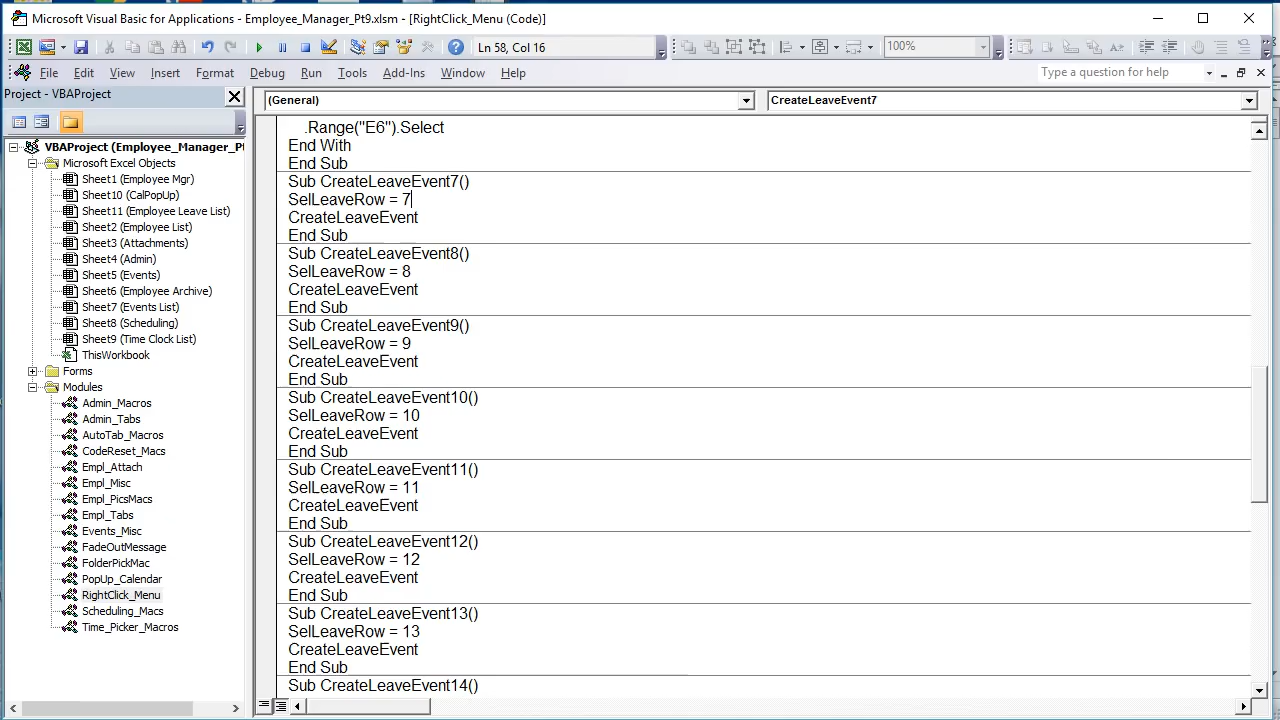 Microsoft Visual Basic for Applications - Employee_Manager_Pt9.xlsm - [RightClick_Menu (Code)]
Ln 58, Col 16
100%
File Edit View Insert Format Debug Run Tools Add-Ins Window Help
Type a question for help
Project - VBAProject
(General)
CreateLeaveEvent7
VBAProject (Employee_Manager_P
Microsoft Excel Objects
Sheet1 (Employee Mgr)
Sheet10 (CalPopUp)
Sheet11 (Employee Leave List)
Sheet2 (Employee List)
Sheet3 (Attachments)
Sheet4 (Admin)
Sheet5 (Events)
Sheet6 (Employee Archive)
Sheet7 (Events List)
Sheet8 (Scheduling)
Sheet9 (Time Clock List)
ThisWorkbook
Forms
Modules
Admin_Macros
Admin_Tabs
AutoTab_Macros
CodeReset_Macs
Empl_Attach
Empl_Misc
Empl_PicsMacs
Empl_Tabs
Events_Misc
FadeOutMessage
FolderPickMac
PopUp_Calendar
RightClick_Menu
Scheduling_Macs
Time_Picker_Macros
.Range("E6").Select
End With
End Sub
Sub CreateLeaveEvent7()
SelLeaveRow = 7
CreateLeaveEvent
End Sub
Sub CreateLeaveEvent8()
SelLeaveRow = 8
CreateLeaveEvent
End Sub
Sub CreateLeaveEvent9()
SelLeaveRow = 9
CreateLeaveEvent
End Sub
Sub CreateLeaveEvent10()
SelLeaveRow = 10
CreateLeaveEvent
End Sub
Sub CreateLeaveEvent11()
SelLeaveRow = 11
CreateLeaveEvent
End Sub
Sub CreateLeaveEvent12()
SelLeaveRow = 12
CreateLeaveEvent
End Sub
Sub CreateLeaveEvent13()
SelLeaveRow = 13
CreateLeaveEvent
End Sub
Sub CreateLeaveEvent14()